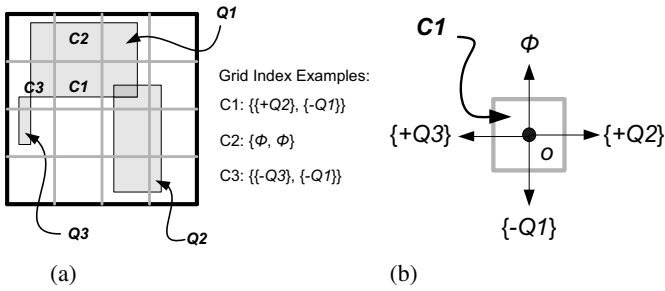 Q1
C2
C3 C1
Q3
Q2
Grid Index Examples:
C1: {{+Q2}, {-Q1}}
C2: {Φ, Φ}
C3: {{-Q3}, {-Q1}}
(a)
C1
Φ
{+Q3}
{+Q2}
o
{-Q1}
(b)